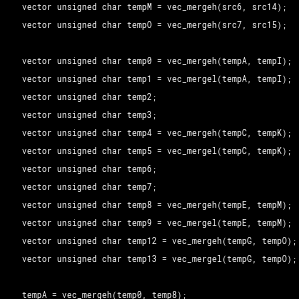 vector unsigned char tempM = vec_mergeh(src6, src14);
vector unsigned char tempO = vec_mergeh(src7, src15);
vector unsigned char temp0 = vec_mergeh(tempA, tempI);
vector unsigned char temp1 = vec_mergel(tempA, tempI);
vector unsigned char temp2;
vector unsigned char temp3;
vector unsigned char temp4 = vec_mergeh(tempC, tempK);
vector unsigned char temp5 = vec_mergel(tempC, tempK);
vector unsigned char temp6;
vector unsigned char temp7;
vector unsigned char temp8 = vec_mergeh(tempE, tempM);
vector unsigned char temp9 = vec_mergel(tempE, tempM);
vector unsigned char temp12 = vec_mergeh(tempG, tempO);
vector unsigned char temp13 = vec_mergel(tempG, tempO);
tempA = vec_mergeh(temp0, temp8);